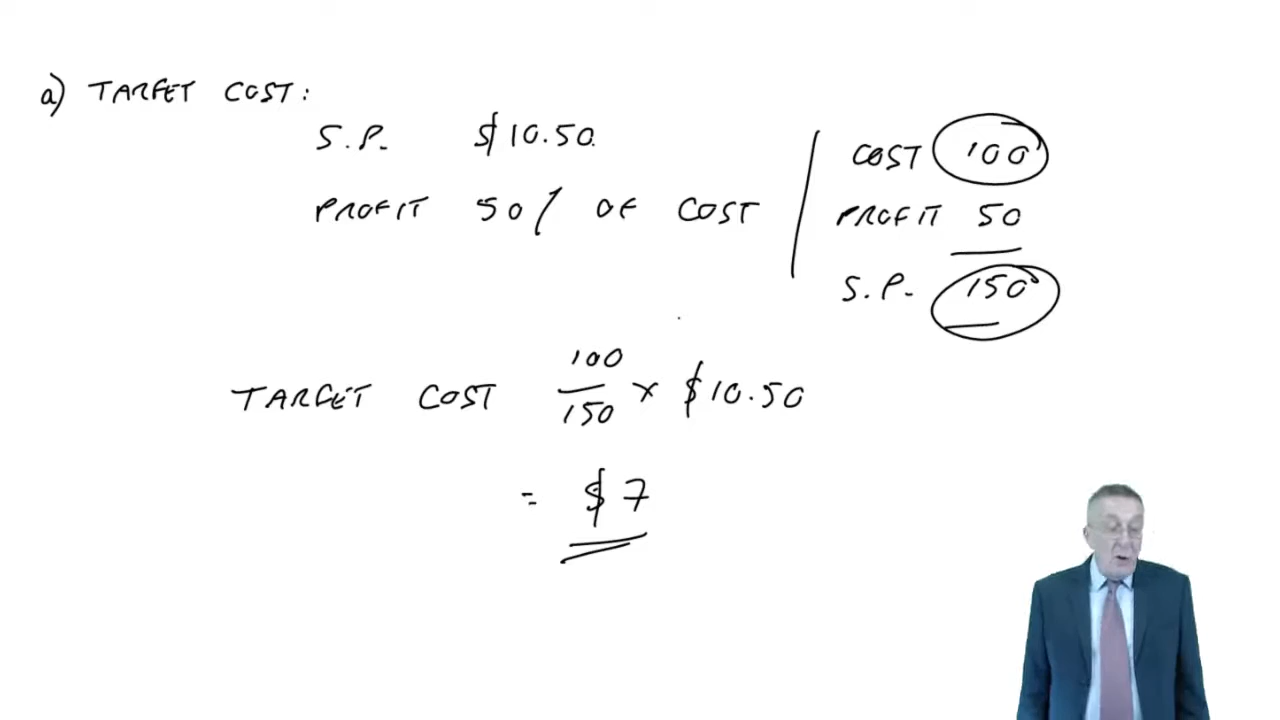 a) TARGET COST:
S.P. $10.50
PROFIT 50% OF COST
COST 100
PROFIT 50
S.P. 150
TARGET COST 100/150 × $10.50
= $7